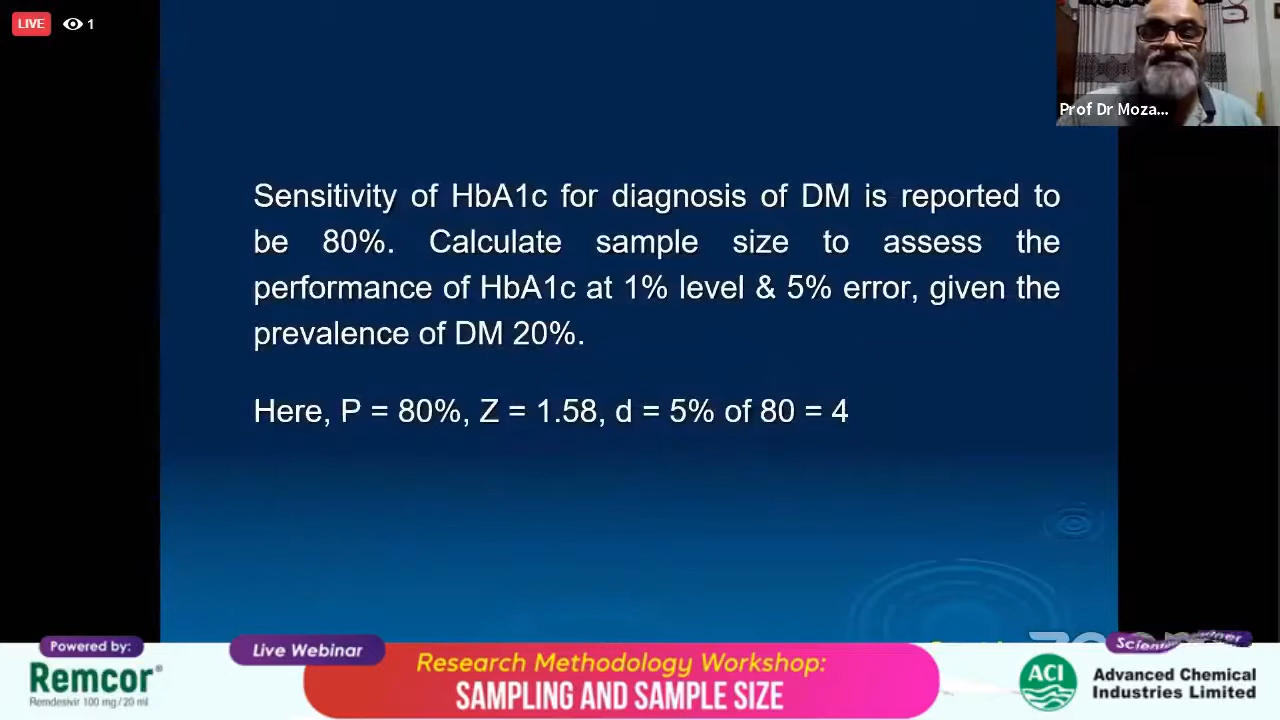 LIVE 1
Prof Dr Moza...
Sensitivity of HbA1c for diagnosis of DM is reported to
be 80%. Calculate sample size to assess the
performance of HbA1c at 1% level & 5% error, given the
prevalence of DM 20%.
Here, P = 80%, Z = 1.58, d = 5% of 80 = 4
Powered by:
Remcor®
Remdesivir 100 mg/20 ml
Live Webinar
Research Methodology Workshop:
SAMPLING AND SAMPLE SIZE
ACI
Advanced Chemical
Industries Limited